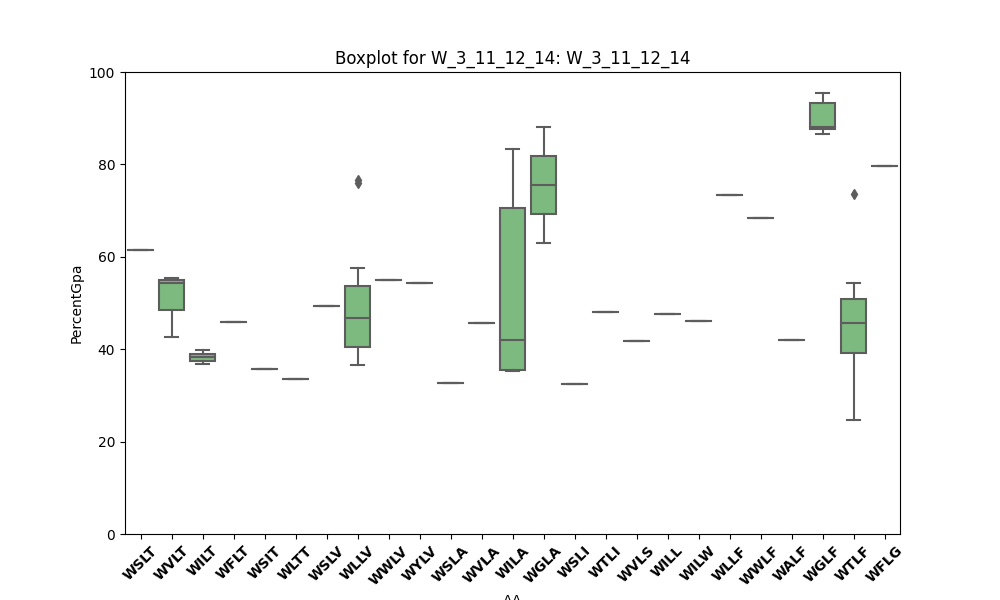 Boxplot for W_3_11_12_14: W_3_11_12_14
PercentGpa
100
80
60
40
20
0
WSLT WVLT WILT WFLT WSIT WLTT WSLV WLLV WWLV WYLV WSLA WVLA WILA WGLA WSLI WTLI WVLS WILL WILW WLLF WWLF WALF WGLF WTLF WFLG
AA